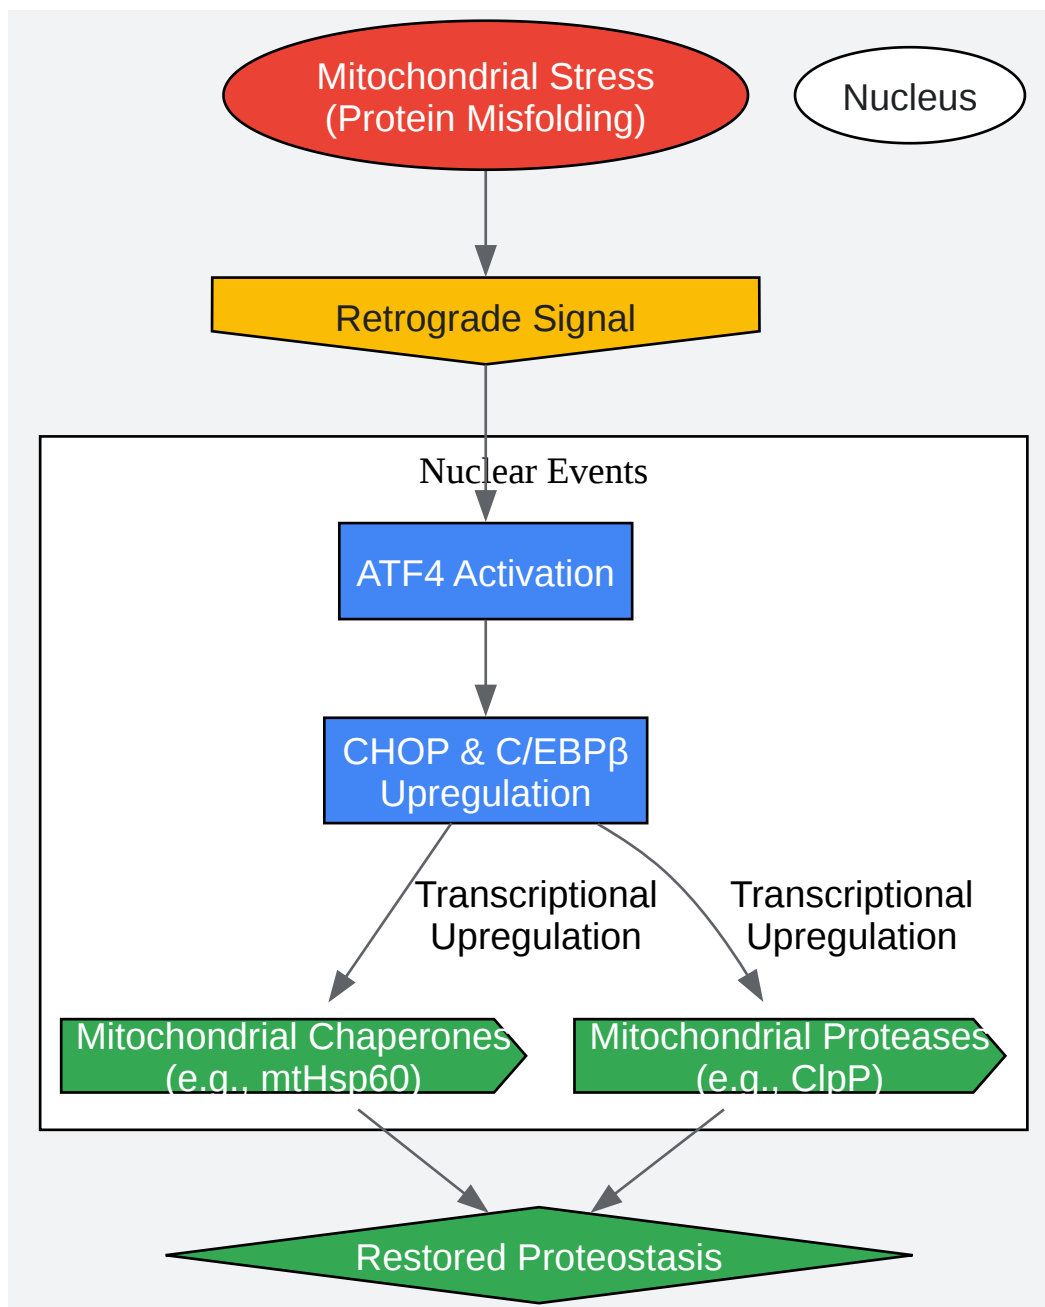 Mitochondrial Stress
(Protein Misfolding)
Nucleus
Retrograde Signal
Nuclear Events
ATF4 Activation
CHOP & C/EBPβ
Upregulation
Transcriptional
Upregulation
Transcriptional
Upregulation
Mitochondrial Chaperones
(e.g., mtHsp60)
Mitochondrial Proteases
(e.g., ClpP)
Restored Proteostasis